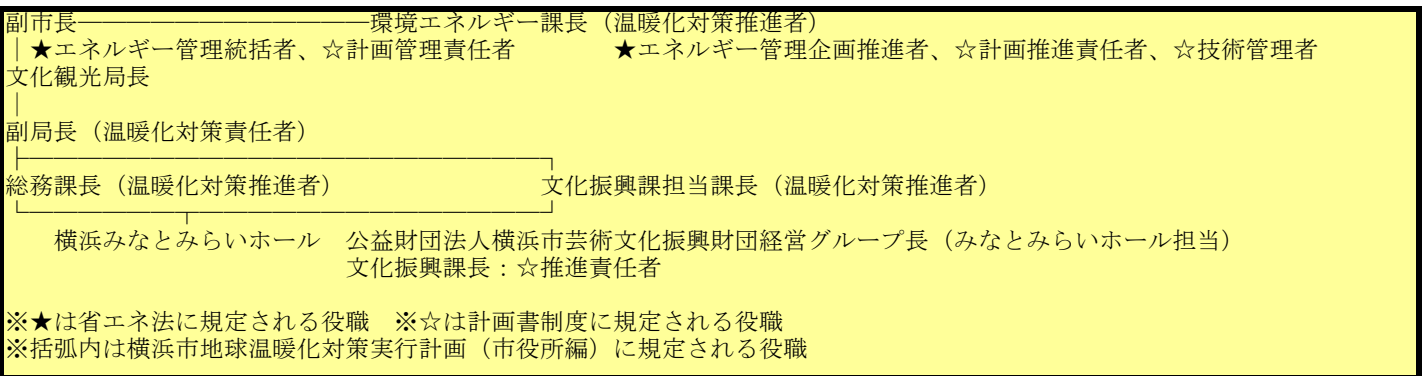 副市長――――――――――――環境エネルギー課長（温暖化対策推進者）
｜★エネルギー管理統括者、☆計画管理責任者　　　　★エネルギー管理企画推進者、☆計画推進責任者、☆技術管理者
文化観光局長
｜
副局長（温暖化対策責任者）
├―――――――――――――――――――――┐
総務課長（温暖化対策推進者）　　　　　　　　　文化振興課担当課長（温暖化対策推進者）
└――――――┬――――――――――――――┘
　　横浜みなとみらいホール　公益財団法人横浜市芸術文化振興財団経営グループ長（みなとみらいホール担当）
　　　　　　　　　　　　　　文化振興課長：☆推進責任者
※★は省エネ法に規定される役職　※☆は計画書制度に規定される役職
※括弧内は横浜市地球温暖化対策実行計画（市役所編）に規定される役職